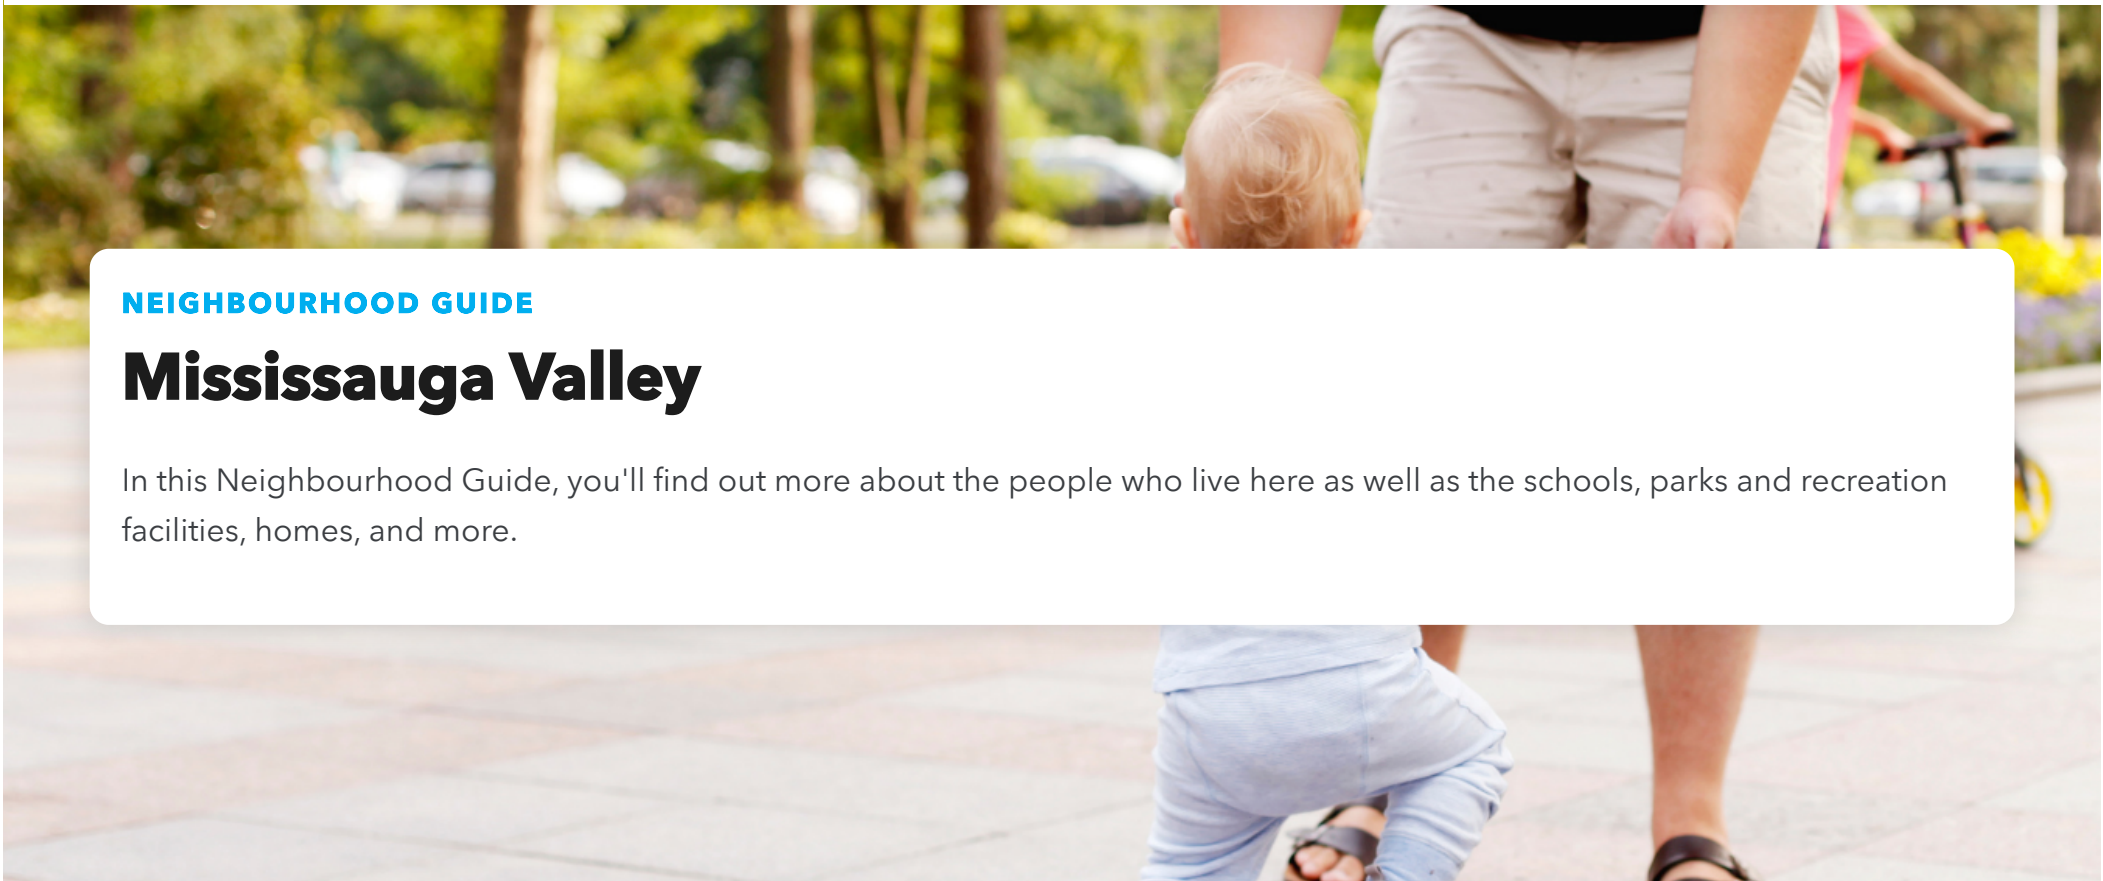 NEIGHBOURHOOD GUIDE
Mississauga Valley
In this Neighbourhood Guide, you'll find out more about the people who live here as well as the schools, parks and recreation
facilities, homes, and more.